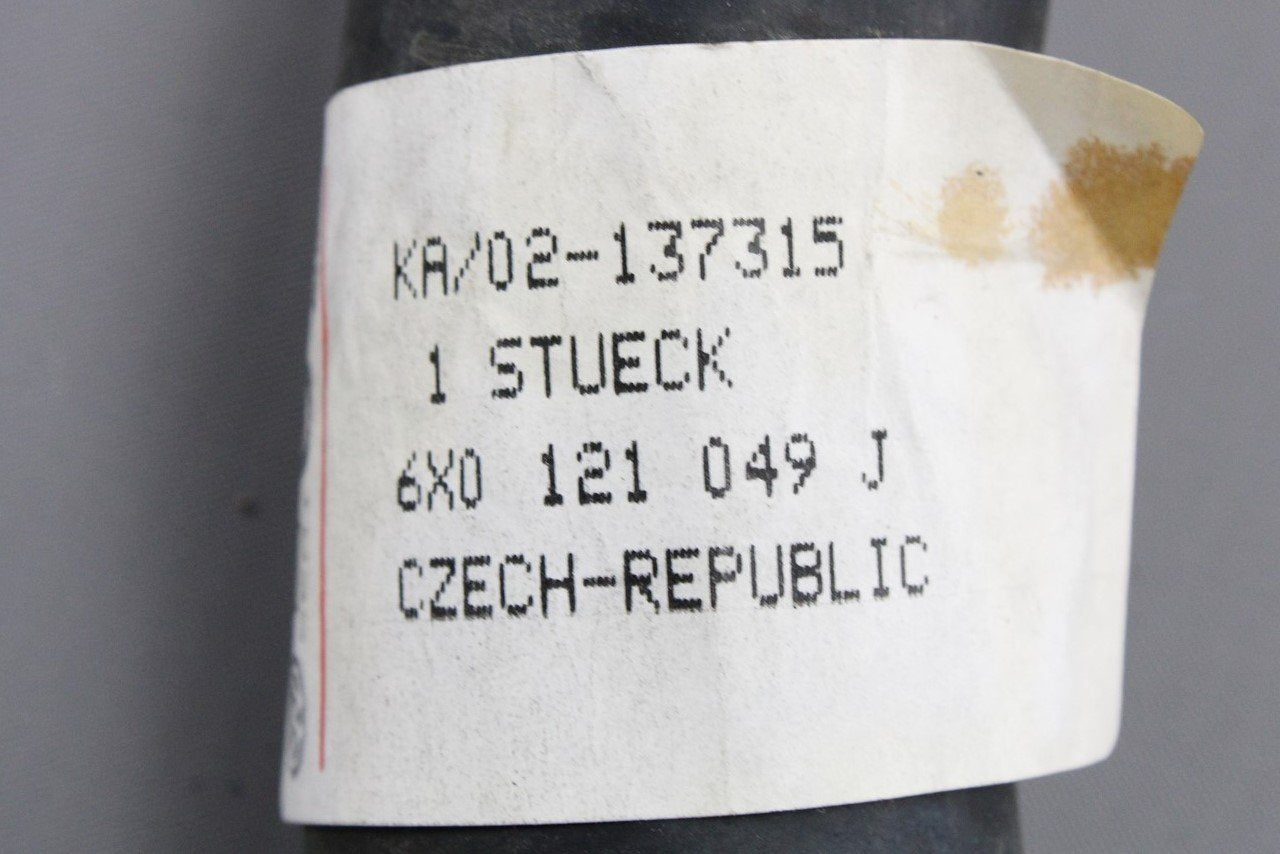 KA/02-137315
1 STUECK
6X0 121 049 J
CZECH-REPUBLIC